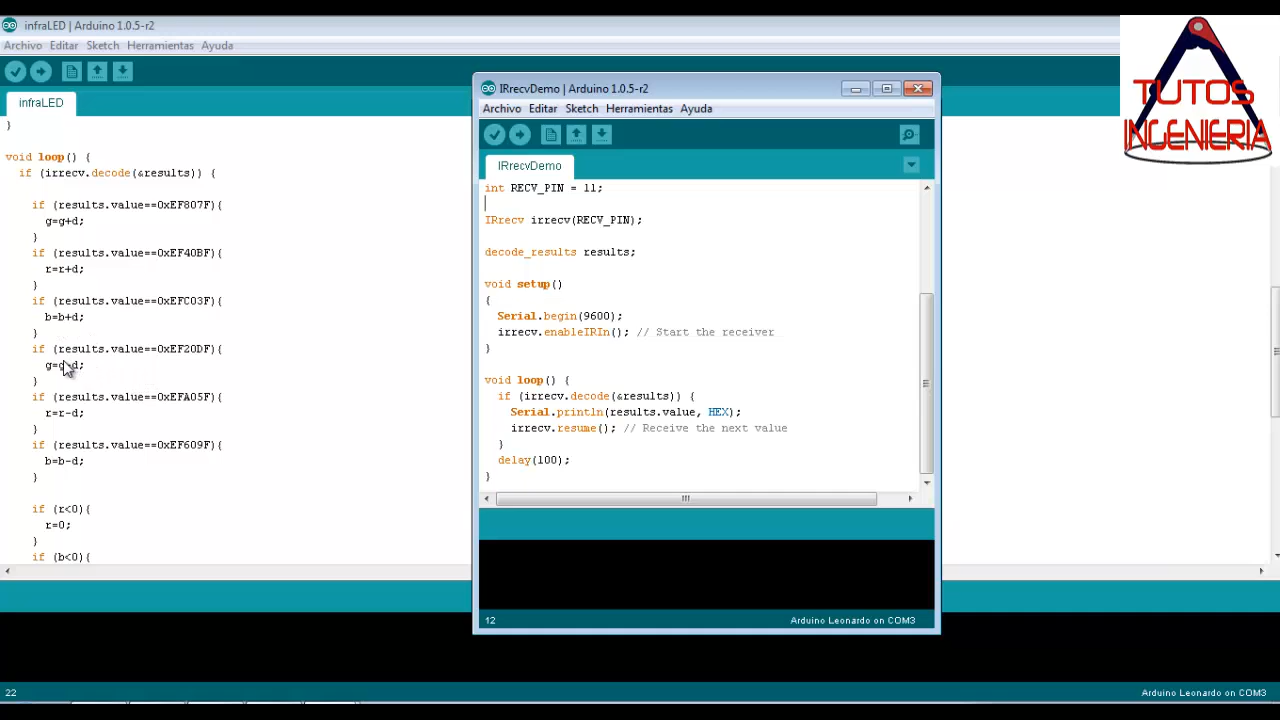 infraLED | Arduino 1.0.5-r2
Archivo Editar Sketch Herramientas Ayuda
infraLED
}
void loop() {
if (irrecv.decode(&results)) {
if (results.value==0xEF807F){
g=g+d;
}
if (results.value==0xEF40BF){
r=r+d;
}
if (results.value==0xEFC03F){
b=b+d;
}
if (results.value==0xEF20DF){
}
if (results.value==0xEFA05F){
r=r-d;
}
if (results.value==0xEF609F){
b=b-d;
}
if (r<0){
r=0;
}
if (b<0){
22
Arduino Leonardo on COM3
IRrecvDemo | Arduino 1.0.5-r2
Archivo Editar Sketch Herramientas Ayuda
IRrecvDemo
int RECV_PIN = 11;
IRrecv irrecv(RECV_PIN);
decode_results results;
void setup()
{
Serial.begin(9600);
irrecv.enableIRIn(); // Start the receiver
}
void loop() {
if (irrecv.decode(&results)) {
Serial.println(results.value, HEX);
irrecv.resume(); // Receive the next value
}
delay(100);
}
12
Arduino Leonardo on COM3
TUTOS
INGENIERIA